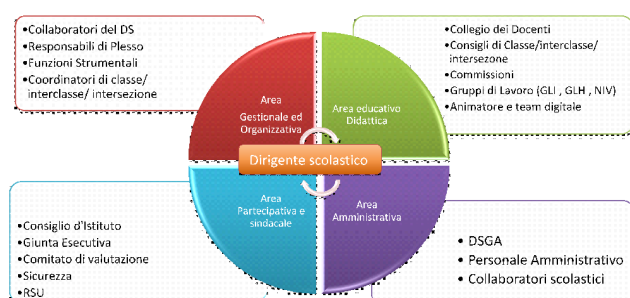 •Collaboratori del DS
•Responsabili di Plesso
•Funzioni Strumentali
•Coordinatori di classe/
interclasse/ intersezione
•Collegio dei Docenti
•Consigli di Classe/interclasse/
intersezone
•Commissioni
•Gruppi di Lavoro (GLI , GLH , NIV)
•Animatore e team digitale
Area
Gestionale ed
Organizzativa
Area educativo
Didattica
Dirigente scolastico
Area
Partecipativa e
sindacale
Area
Amministrativa
•Consiglio d'Istituto
•Giunta Esecutiva
•Comitato di valutazione
•Sicurezza
•RSU
• DSGA
• Personale Amministrativo
• Collaboratori scolastici